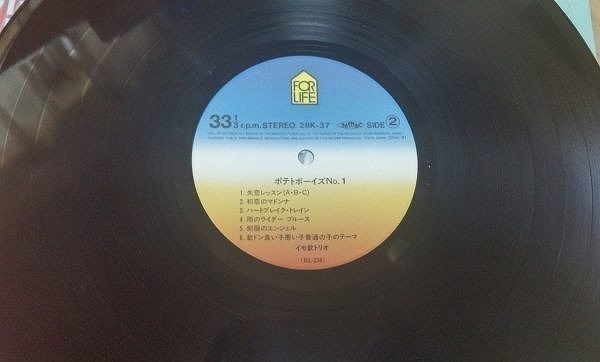 FOR
LIFE
33 1/3 r.p.m. STEREO 28K-37 SIDE 2
ポテトボーイズNo.1
1. 失恋レッスン(A・B・C)
2. 初恋のマドンナ
3. ハートブレイク・トレイン
4. 雨のライダー ブルース
5. 制服のエンジェル
6. 欽ドン良い子悪い子普通の子のテーマ
イモ欽トリオ